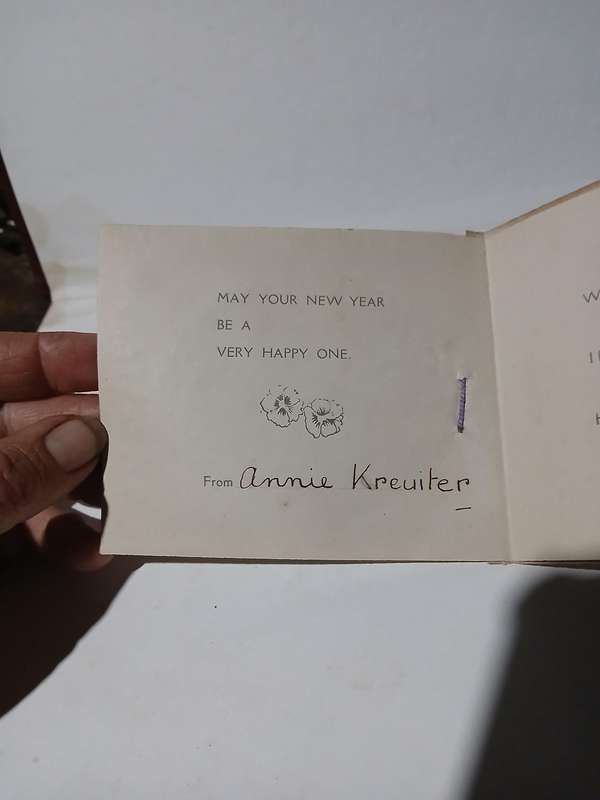 MAY YOUR NEW YEAR
BE A
VERY HAPPY ONE.
From Annie Kreuiter